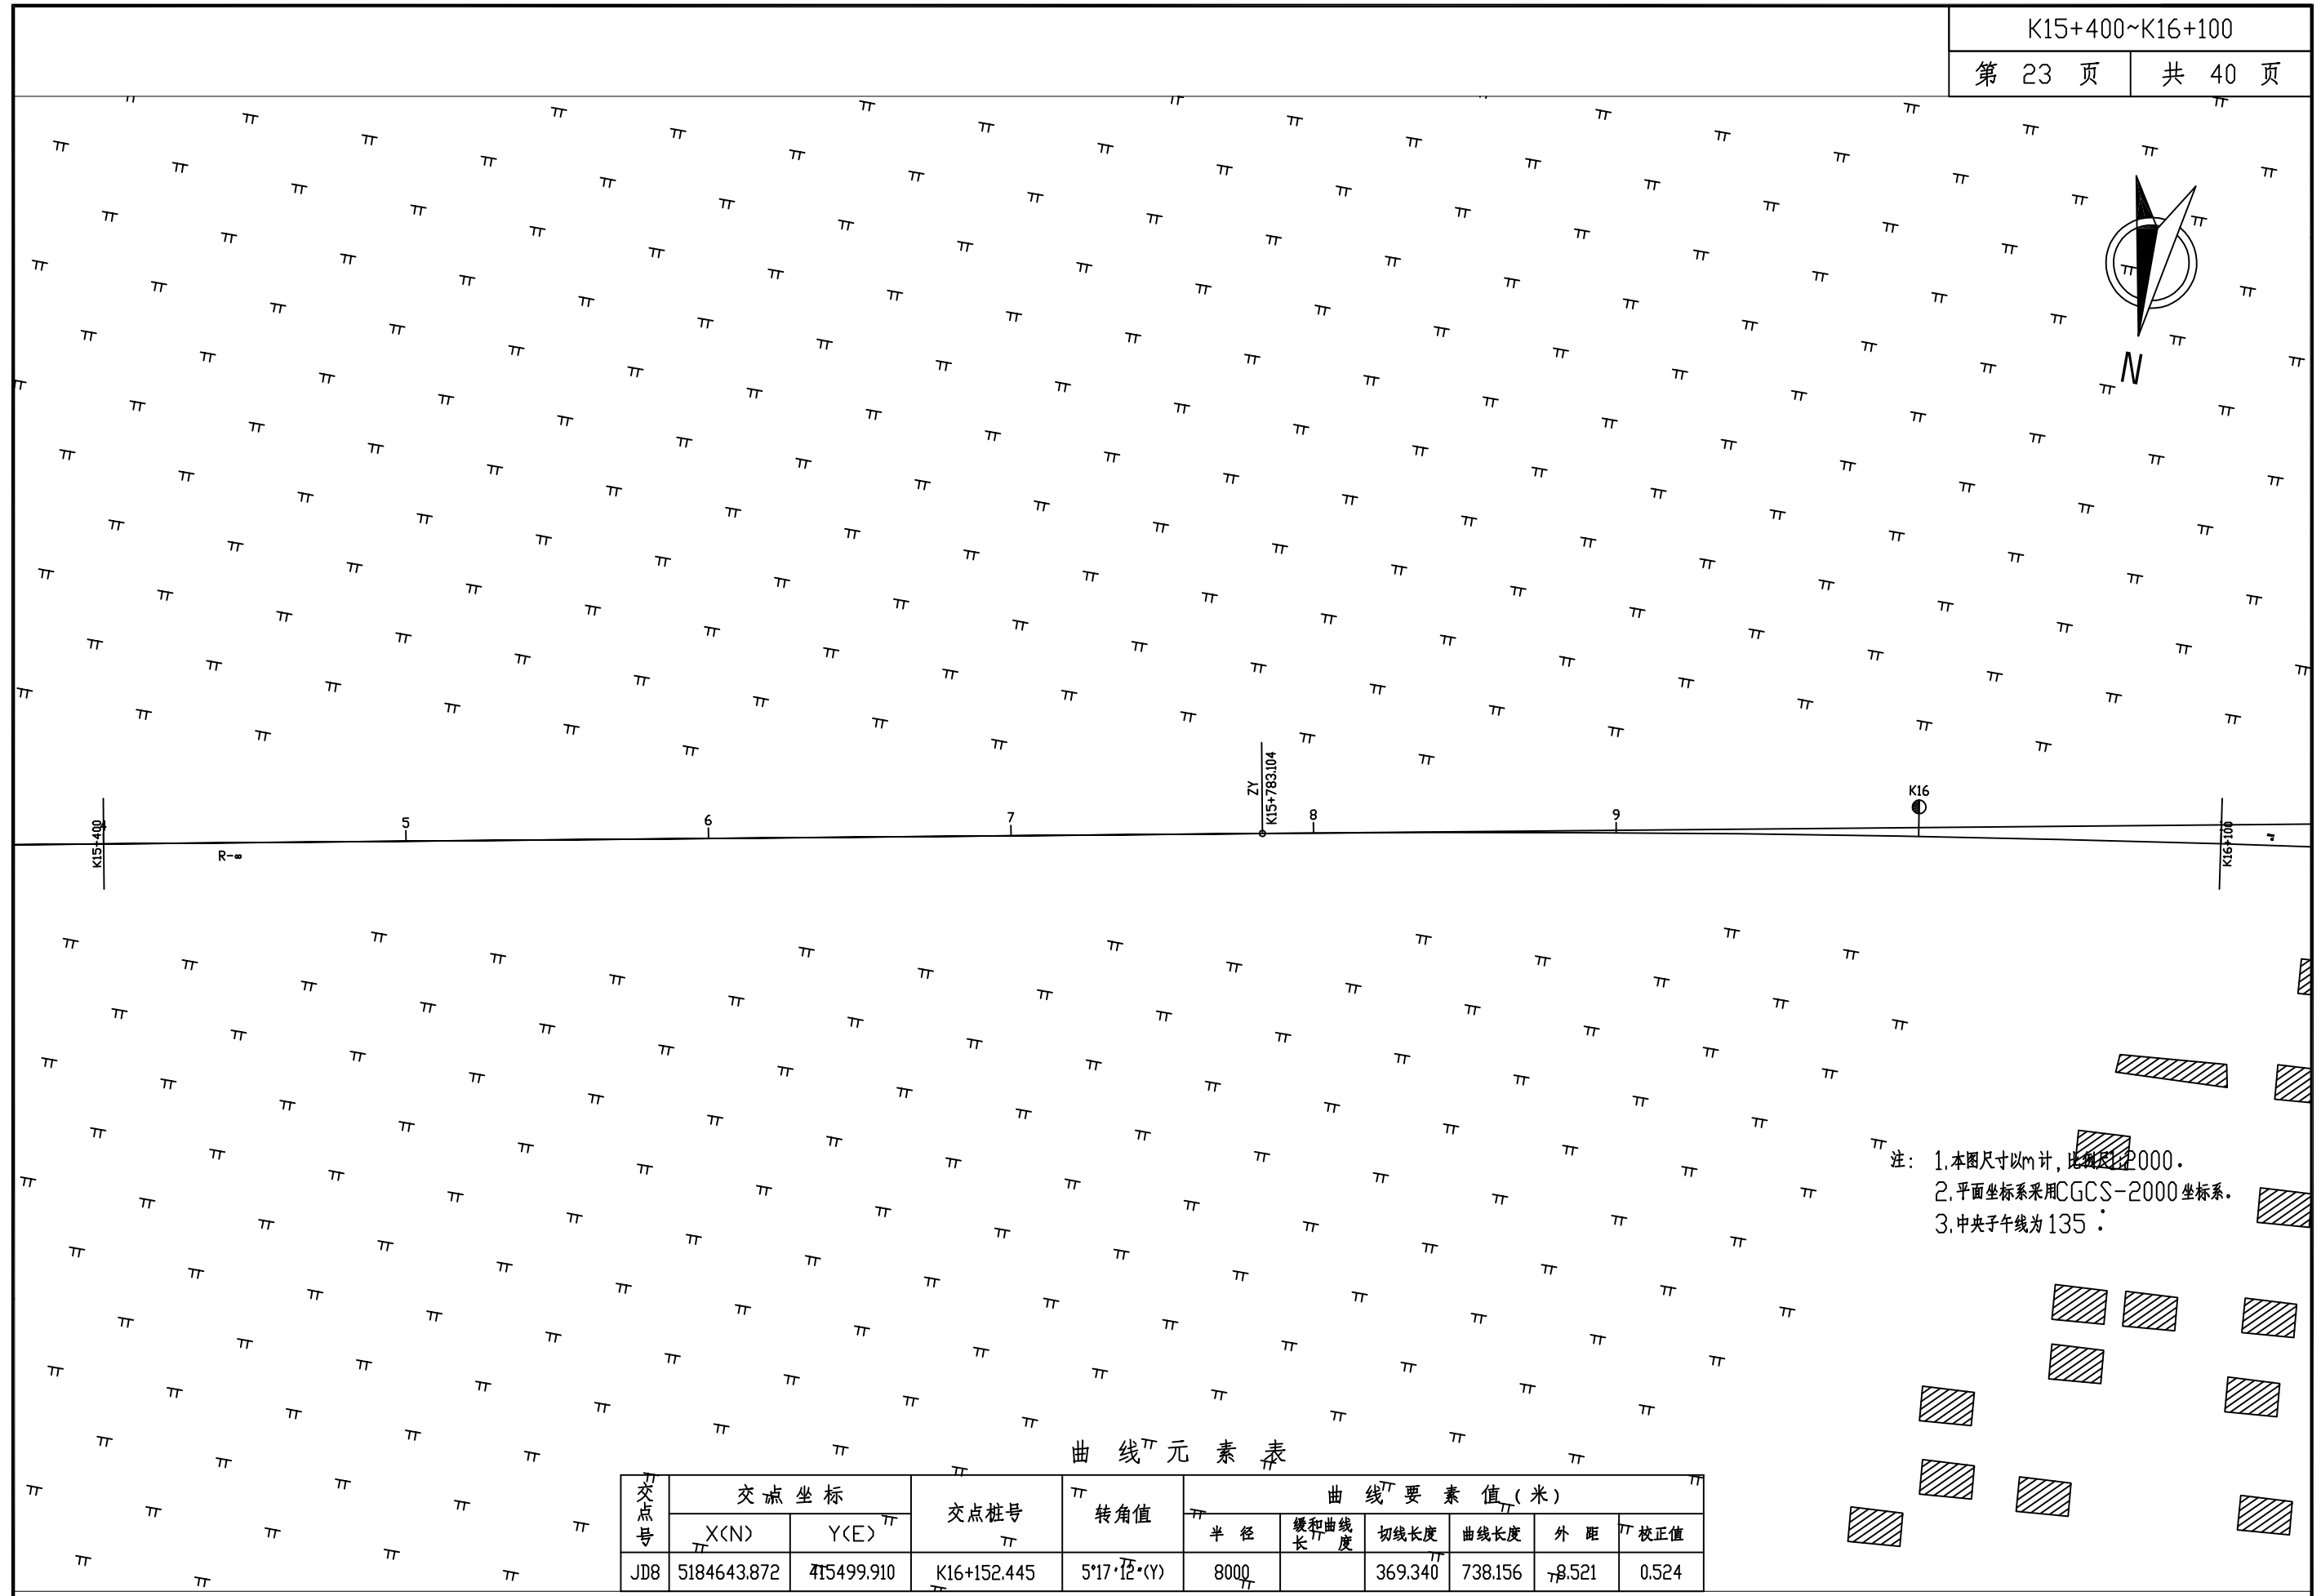 K15+400~K16+100
第 23 页 共 40 页
N
ZY
K15+783.104
K15+400
4 5 6 7 8 9 K16
K16+100
R-∞
注: 1.本图尺寸以m计,比例尺1:2000.
2.平面坐标系采用CGCS-2000坐标系.
3.中央子午线为135°.
曲线元素表
交点号 交点坐标 交点桩号 转角值 曲线要素值(米)
X(N) Y(E) 半径 缓和曲线长度 切线长度 曲线长度 外距 校正值
JD8 5184643.872 415499.910 K16+152.445 5°17'12"(Y) 8000 369.340 738.156 8.521 0.524